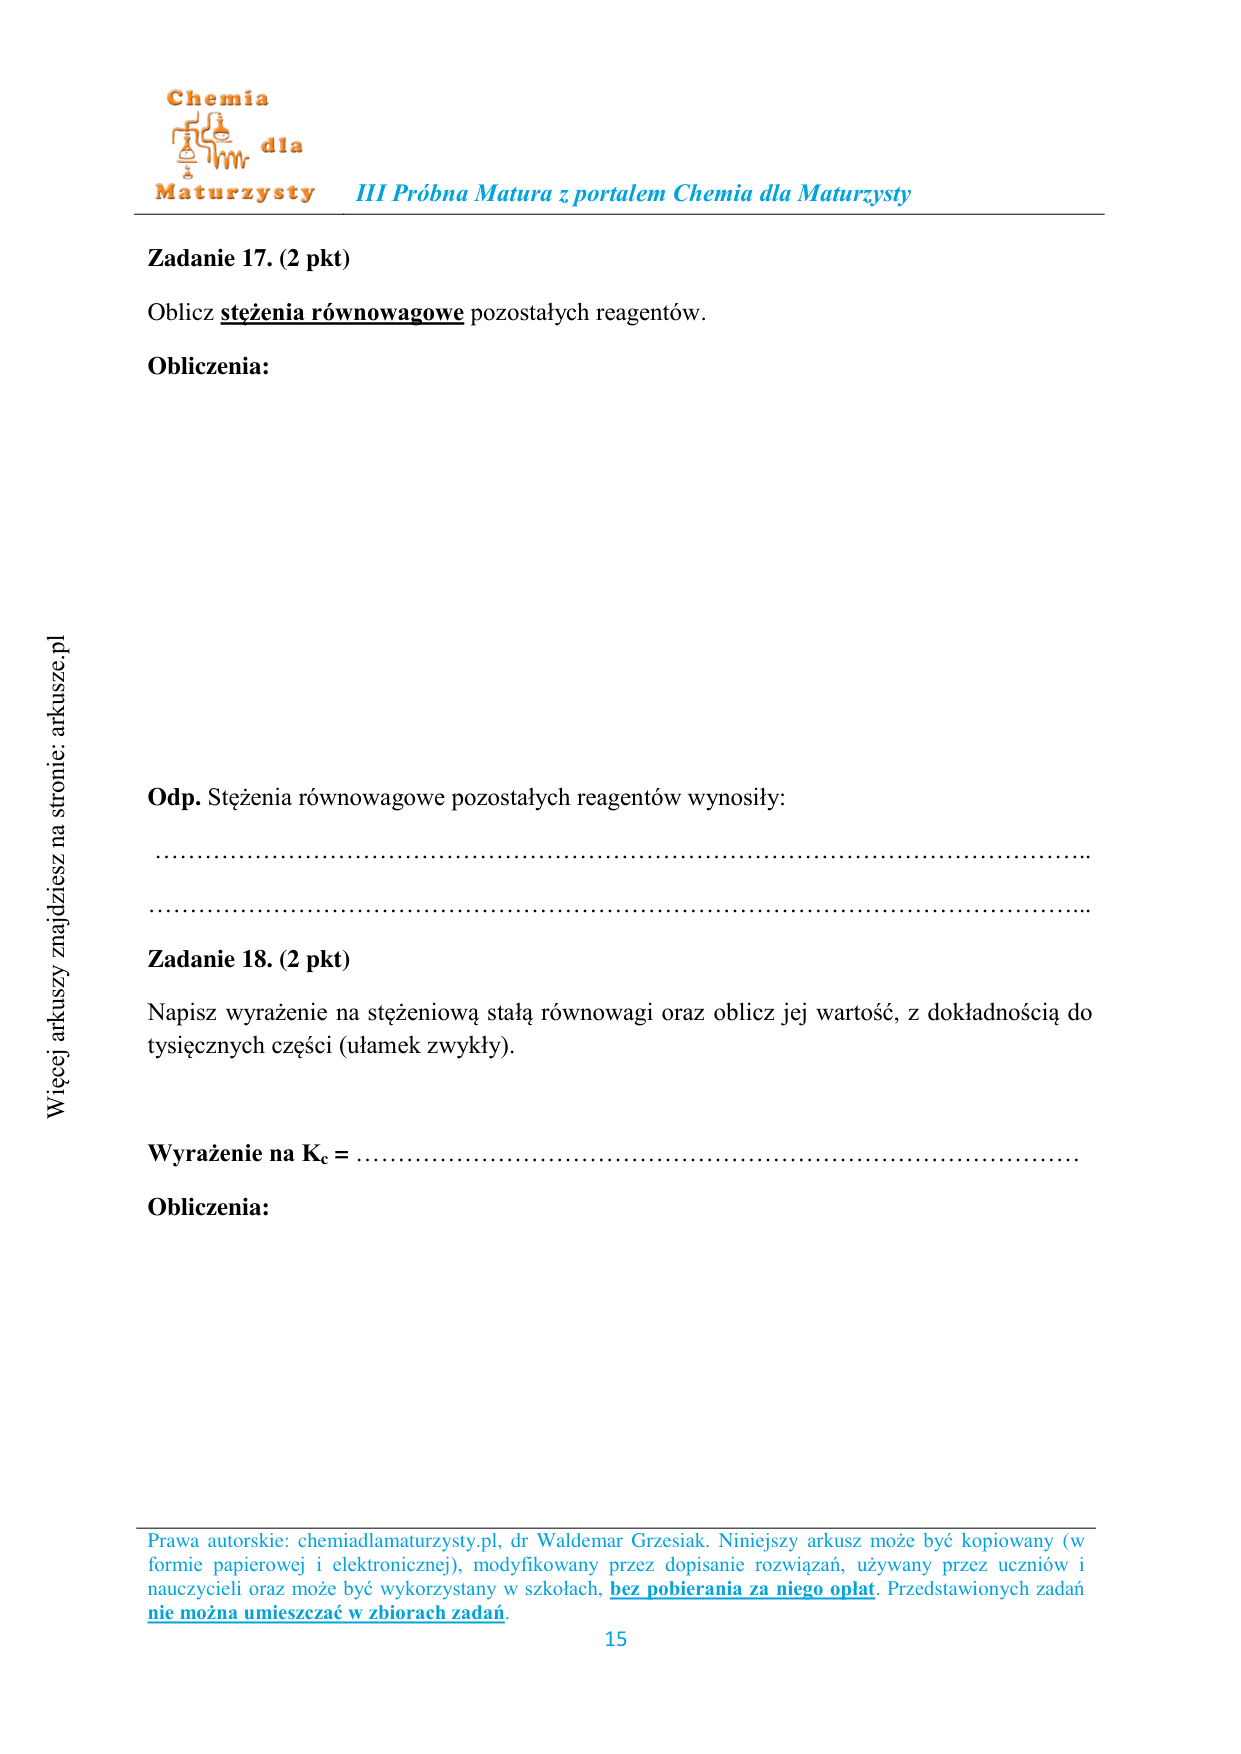 Chemia
dla
Maturzysty
III Próbna Matura z portalem Chemia dla Maturzysty
Zadanie 17. (2 pkt)
Oblicz stężenia równowagowe pozostałych reagentów.
Obliczenia:
Odp. Stężenia równowagowe pozostałych reagentów wynosiły:
…………………………………………………………………………………………………..
…………………………………………………………………………………………………...
Zadanie 18. (2 pkt)
Napisz wyrażenie na stężeniową stałą równowagi oraz oblicz jej wartość, z dokładnością do
tysięcznych części (ułamek zwykły).
Wyrażenie na Kc = ……………………………………………………………………………
Obliczenia:
Więcej arkuszy znajdziesz na stronie: arkusze.pl
Prawa autorskie: chemiadlamaturzysty.pl, dr Waldemar Grzesiak. Niniejszy arkusz może być kopiowany (w
formie papierowej i elektronicznej), modyfikowany przez dopisanie rozwiązań, używany przez uczniów i
nauczycieli oraz może być wykorzystany w szkołach, bez pobierania za niego opłat. Przedstawionych zadań
nie można umieszczać w zbiorach zadań.
15